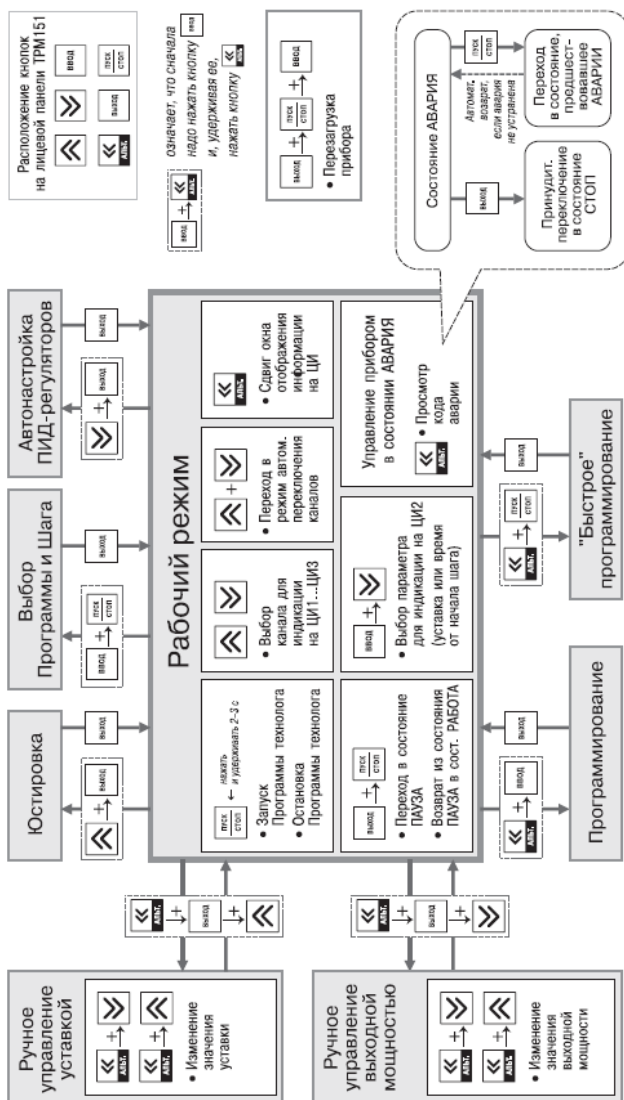 Ручное
управление
уставкой
АЛЬТ.
АЛЬТ.
• Изменение
значения
уставки
Ручное
управление
выходной
мощностью
АЛЬТ.
АЛЬТ.
• Изменение
значения
выходной
мощности
АЛЬТ.
+
ВЫХОД
+
АЛЬТ.
+
ВЫХОД
+
Юстировка
+ ВЫХОД
ВЫХОД
Выбор
Программы и Шага
ВВОД + ПУСК
СТОП
ВЫХОД
Автонастройка
ПИД-регуляторов
+ ВЫХОД
ВЫХОД
Рабочий режим
ПУСК
СТОП
← нажать
и удерживать 2–3 с
• Запуск
Программы технолога
• Остановка
Программы технолога
• Выбор
канала для
индикации
на ЦИ1...ЦИ3
+
• Переход в
режим автом.
переключения
каналов
АЛЬТ.
• Сдвиг окна
отображения
информации
на ЦИ
ВЫХОД + ПУСК
СТОП
• Переход в состояние
ПАУЗА
• Возврат из состояния
ПАУЗА в сост. РАБОТА
ВВОД +
• Выбор параметра
для индикации на ЦИ2
(уставка или время
от начала шага)
Управление прибором
в состоянии АВАРИЯ
АЛЬТ.
• Просмотр
кода
аварии
АЛЬТ. + ВВОД
ВЫХОД
Программирование
АЛЬТ. + ПУСК
СТОП
ВЫХОД
"Быстрое"
программирование
Расположение кнопок
на лицевой панели ТРМ151
ВВОД
АЛЬТ.
ВЫХОД
ПУСК
СТОП
ВВОД + АЛЬТ.
означает, что сначала
надо нажать кнопку ВВОД
и, удерживая ее,
нажать кнопку АЛЬТ.
ВЫХОД + ПУСК
СТОП + ВВОД
• Перезагрузка
прибора
Состояние АВАРИЯ
ВЫХОД
Принудит.
переключение
в состояние
СТОП
Автомат.
возврат,
если авария
не устранена
ПУСК
СТОП
Переход
в состояние,
предшест-
вовавшее
АВАРИИ